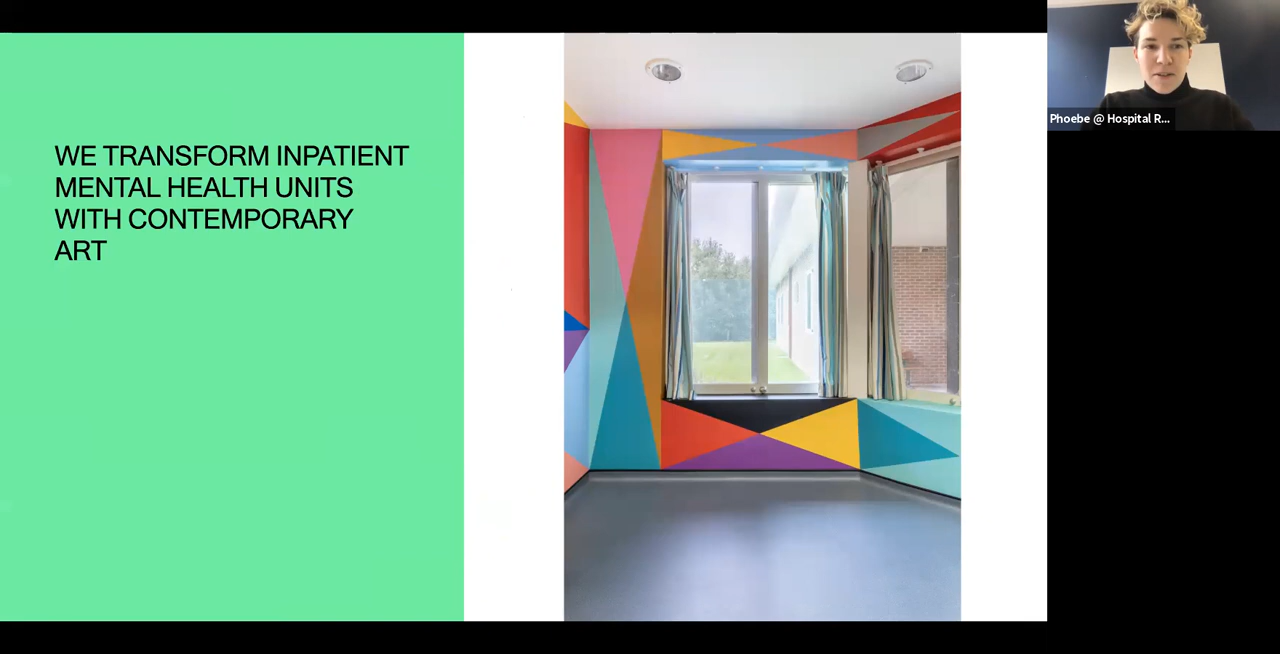 WE TRANSFORM INPATIENT
MENTAL HEALTH UNITS
WITH CONTEMPORARY
ART
Phoebe @ Hospital R...